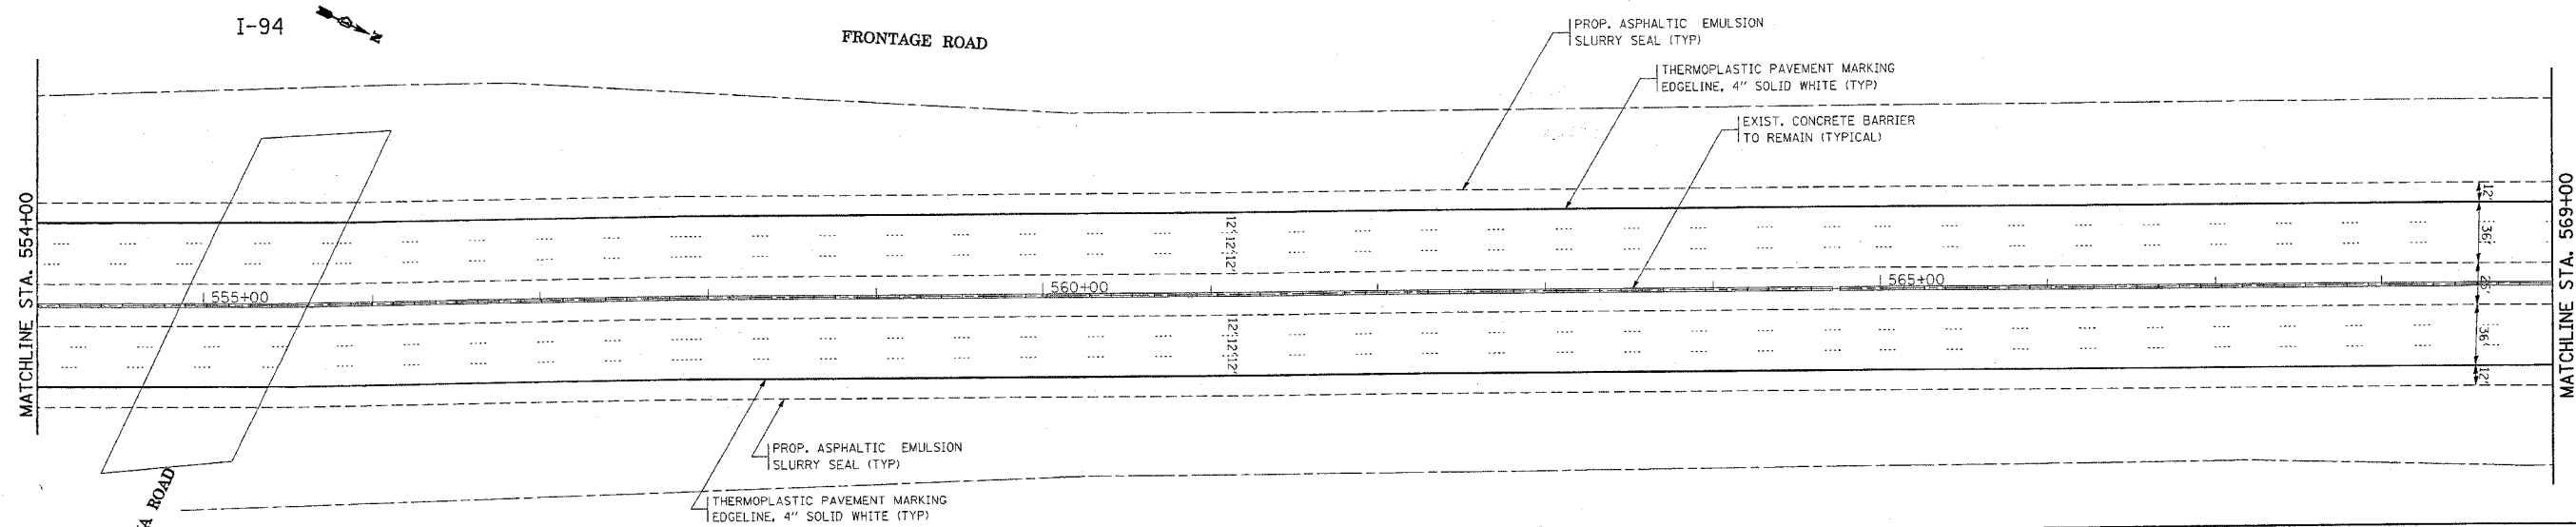 I-94
N
FRONTAGE ROAD
PROP. ASPHALTIC EMULSION
SLURRY SEAL (TYP)
THERMOPLASTIC PAVEMENT MARKING
EDGELINE, 4" SOLID WHITE (TYP)
EXIST. CONCRETE BARRIER
TO REMAIN (TYPICAL)
MATCHLINE STA. 554+00
MATCHLINE STA. 569+00
12'
36'
12' 12' 12'
555+00
560+00
565+00
12' 12' 12'
36'
12'
PROP. ASPHALTIC EMULSION
SLURRY SEAL (TYP)
THERMOPLASTIC PAVEMENT MARKING
EDGELINE, 4" SOLID WHITE (TYP)
ROAD